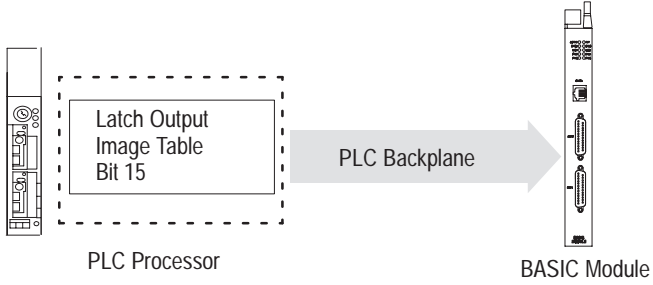 Latch Output
Image Table
Bit 15
PLC Backplane
PLC Processor
BASIC Module